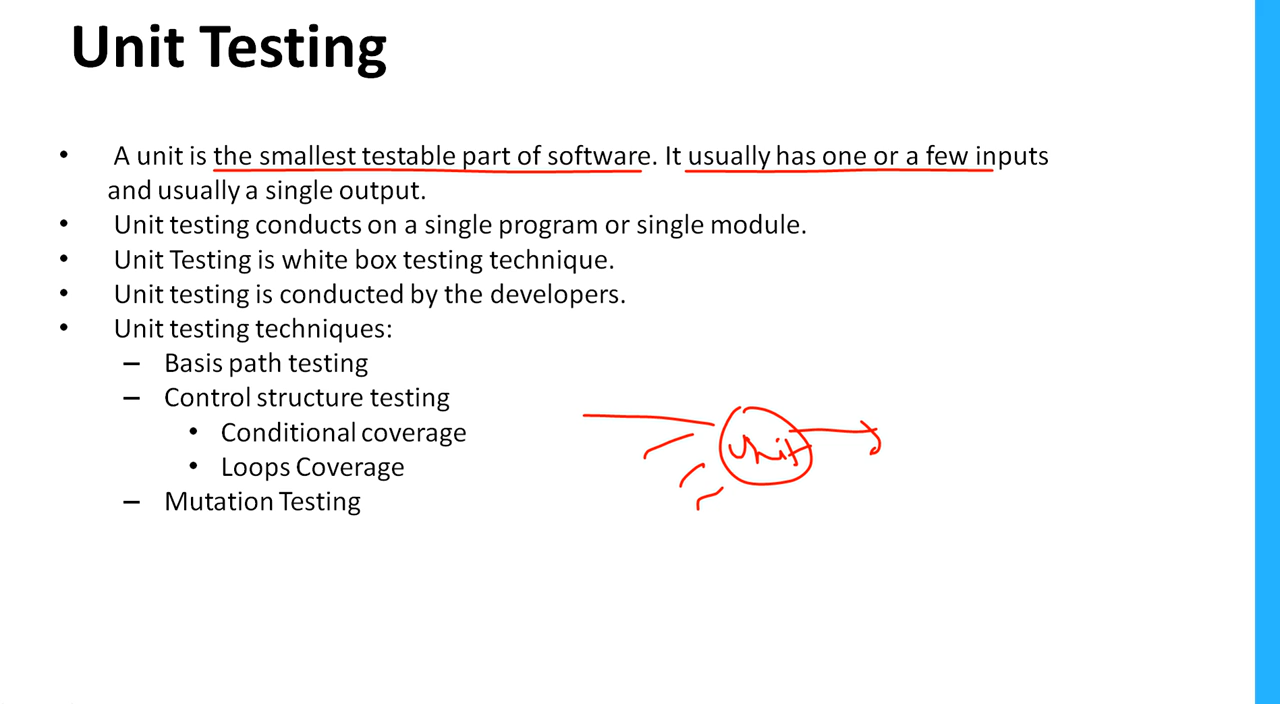 Unit Testing
• A unit is the smallest testable part of software. It usually has one or a few inputs
and usually a single output.
• Unit testing conducts on a single program or single module.
• Unit Testing is white box testing technique.
• Unit testing is conducted by the developers.
• Unit testing techniques:
– Basis path testing
– Control structure testing
• Conditional coverage
• Loops Coverage
– Mutation Testing
Unit